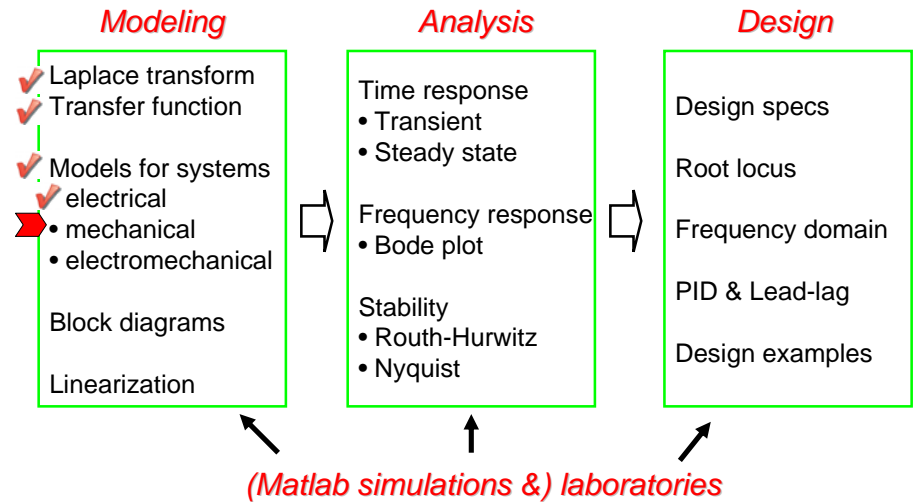 Modeling
Laplace transform
Transfer function
Models for systems
electrical
• mechanical
• electromechanical
Block diagrams
Linearization
Analysis
Time response
• Transient
• Steady state
Frequency response
• Bode plot
Stability
• Routh-Hurwitz
• Nyquist
Design
Design specs
Root locus
Frequency domain
PID & Lead-lag
Design examples
(Matlab simulations &) laboratories